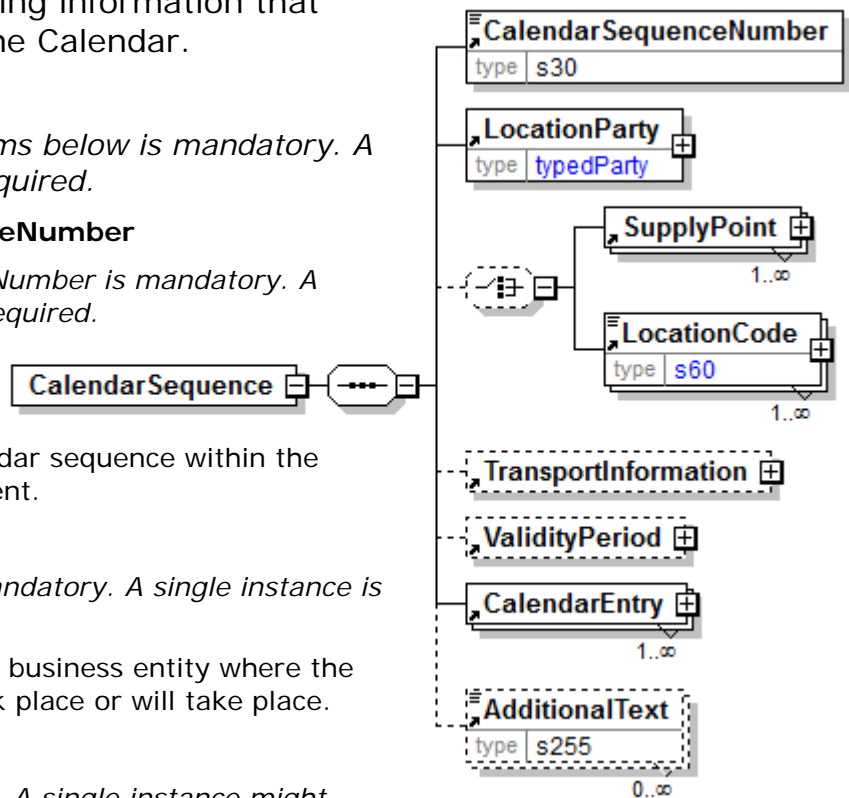 ing information that
ne Calendar.
ms below is mandatory. A
quired.
eNumber
Number is mandatory. A
equired.
dar sequence within the
ent.
andatory. A single instance is
business entity where the
k place or will take place.
. A single instance might
CalendarSequence
CalendarSequenceNumber
type s30
LocationParty
type typedParty
SupplyPoint
1..∞
LocationCode
type s60
1..∞
TransportInformation
ValidityPeriod
CalendarEntry
1..∞
AdditionalText
type s255
0..∞